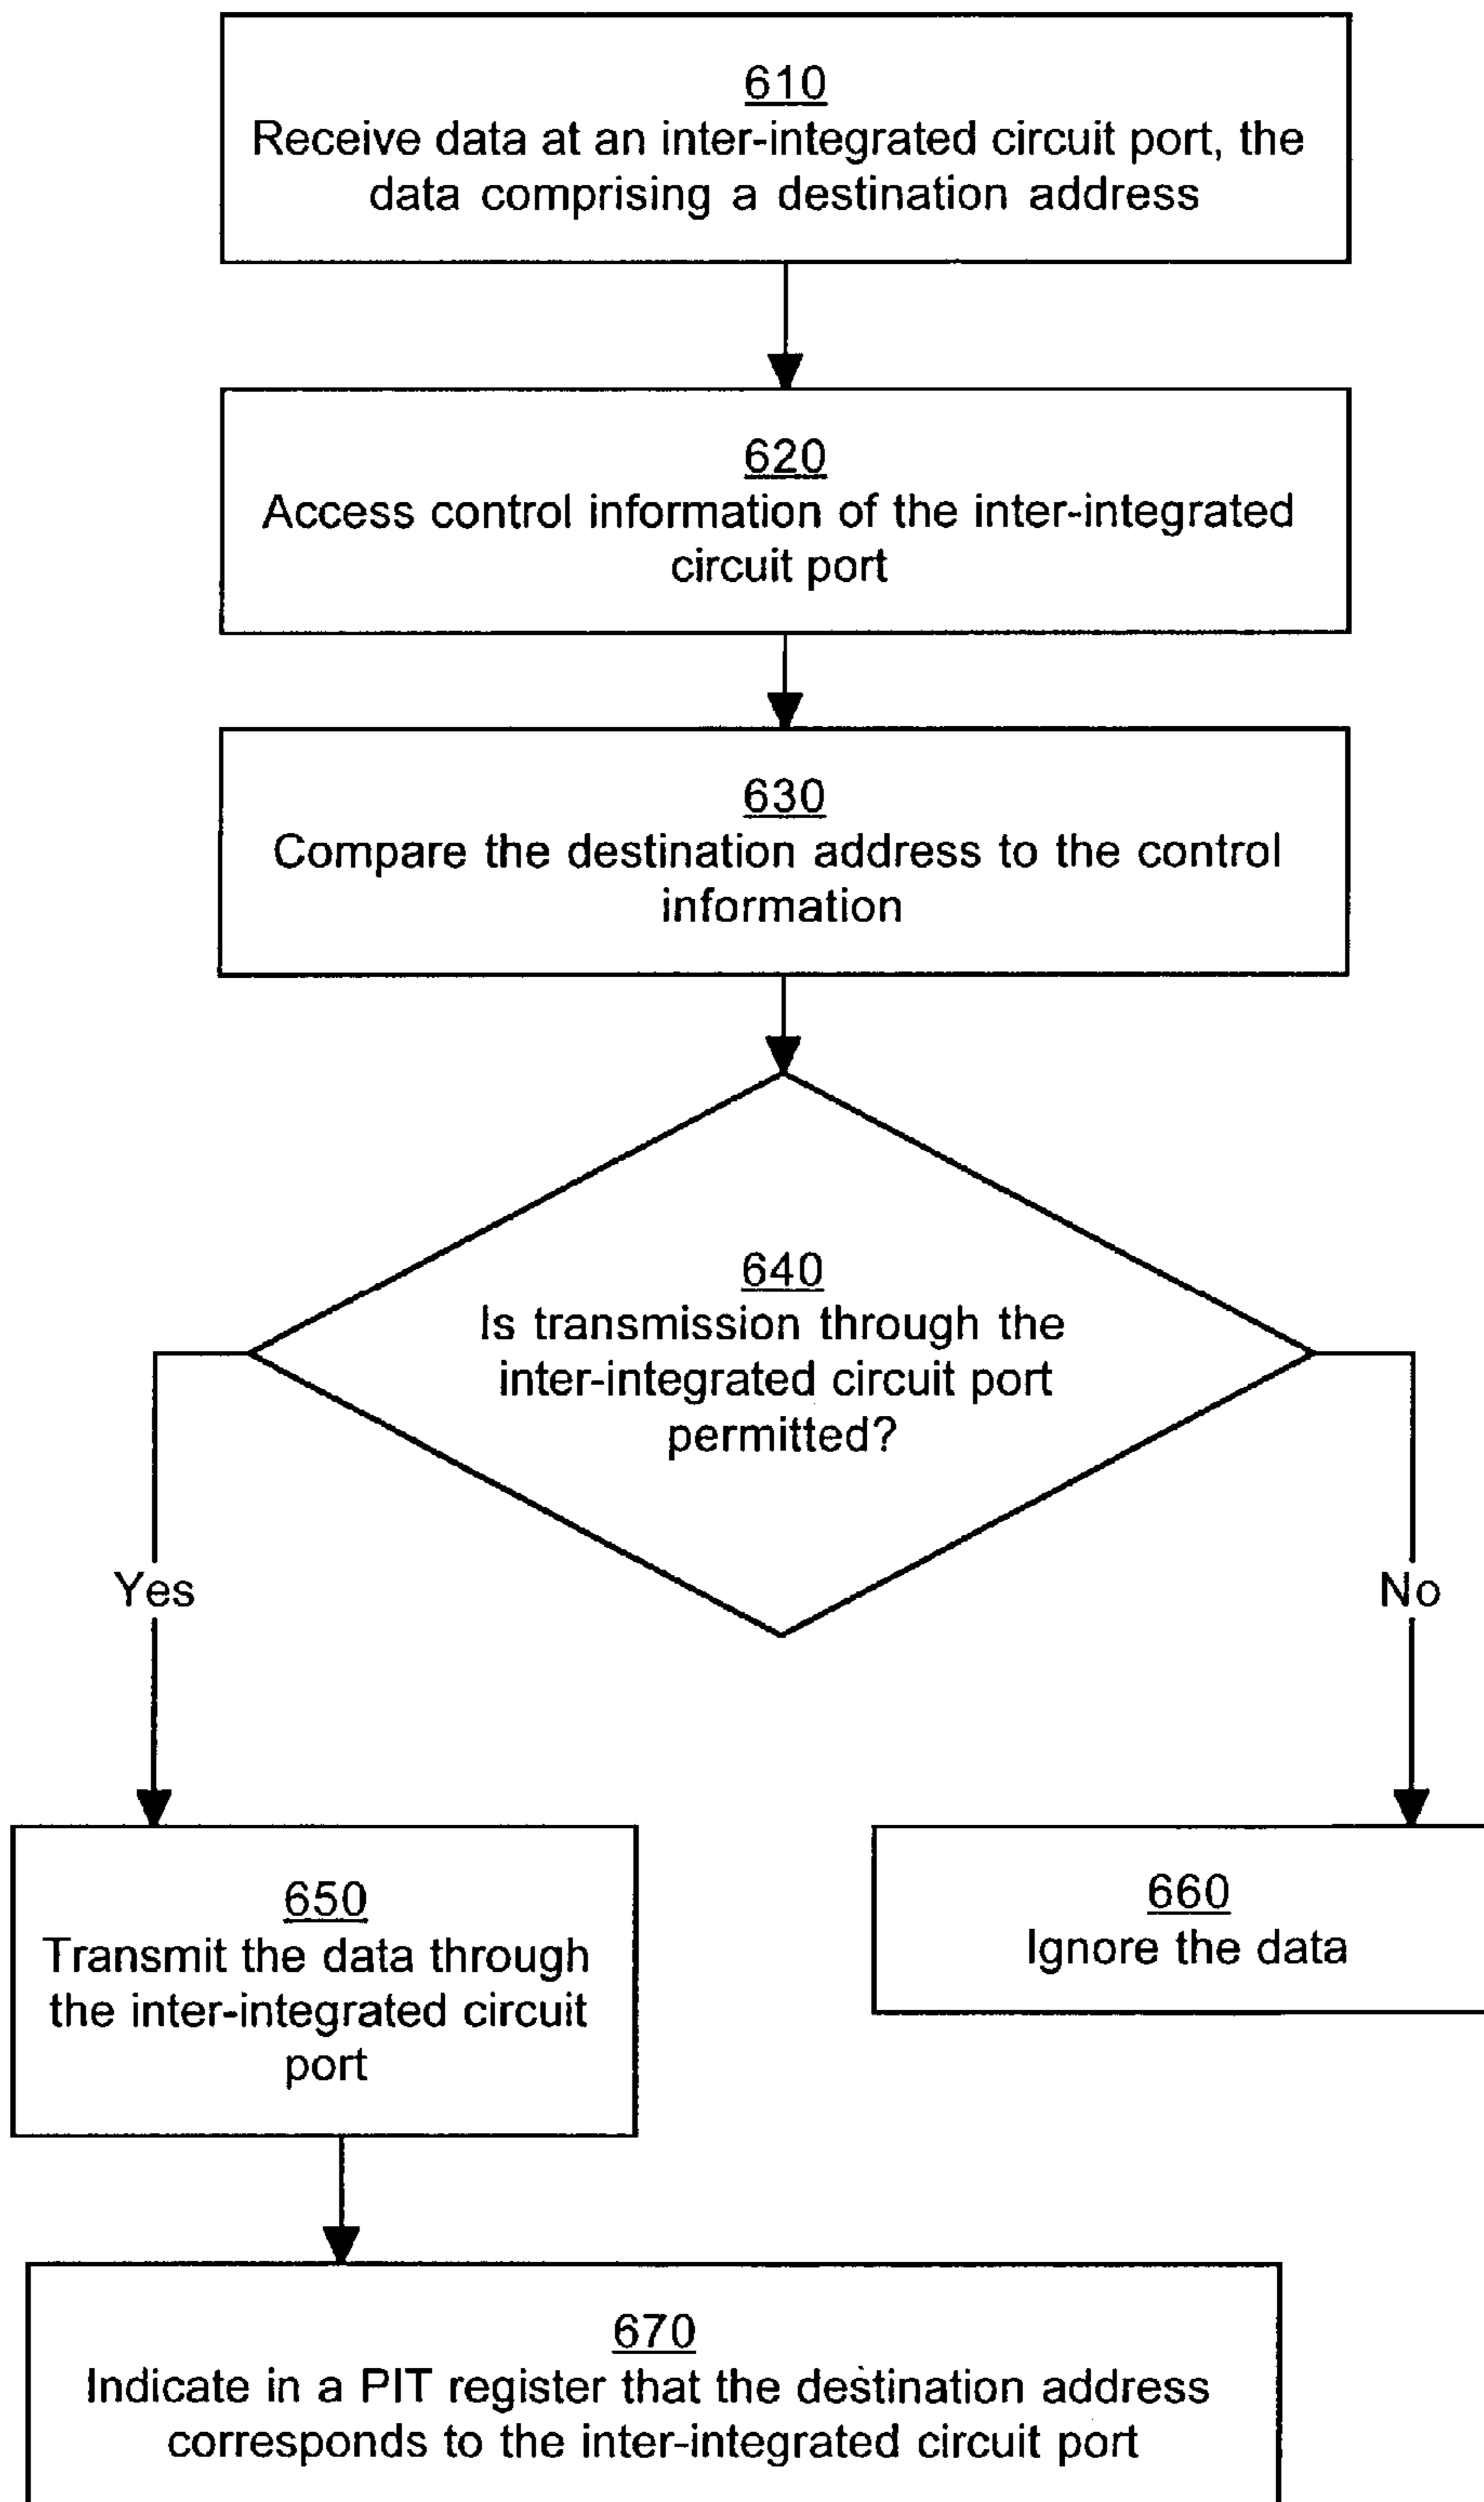 610
Receive data at an inter-integrated circuit port, the
data comprising a destination address
620
Access control information of the inter-integrated
circuit port
630
Compare the destination address to the control
information
640
Is transmission through the
inter-integrated circuit port
permitted?
Yes
No
650
Transmit the data through
the inter-integrated circuit
port
660
Ignore the data
670
Indicate in a PIT register that the destination address
corresponds to the inter-integrated circuit port